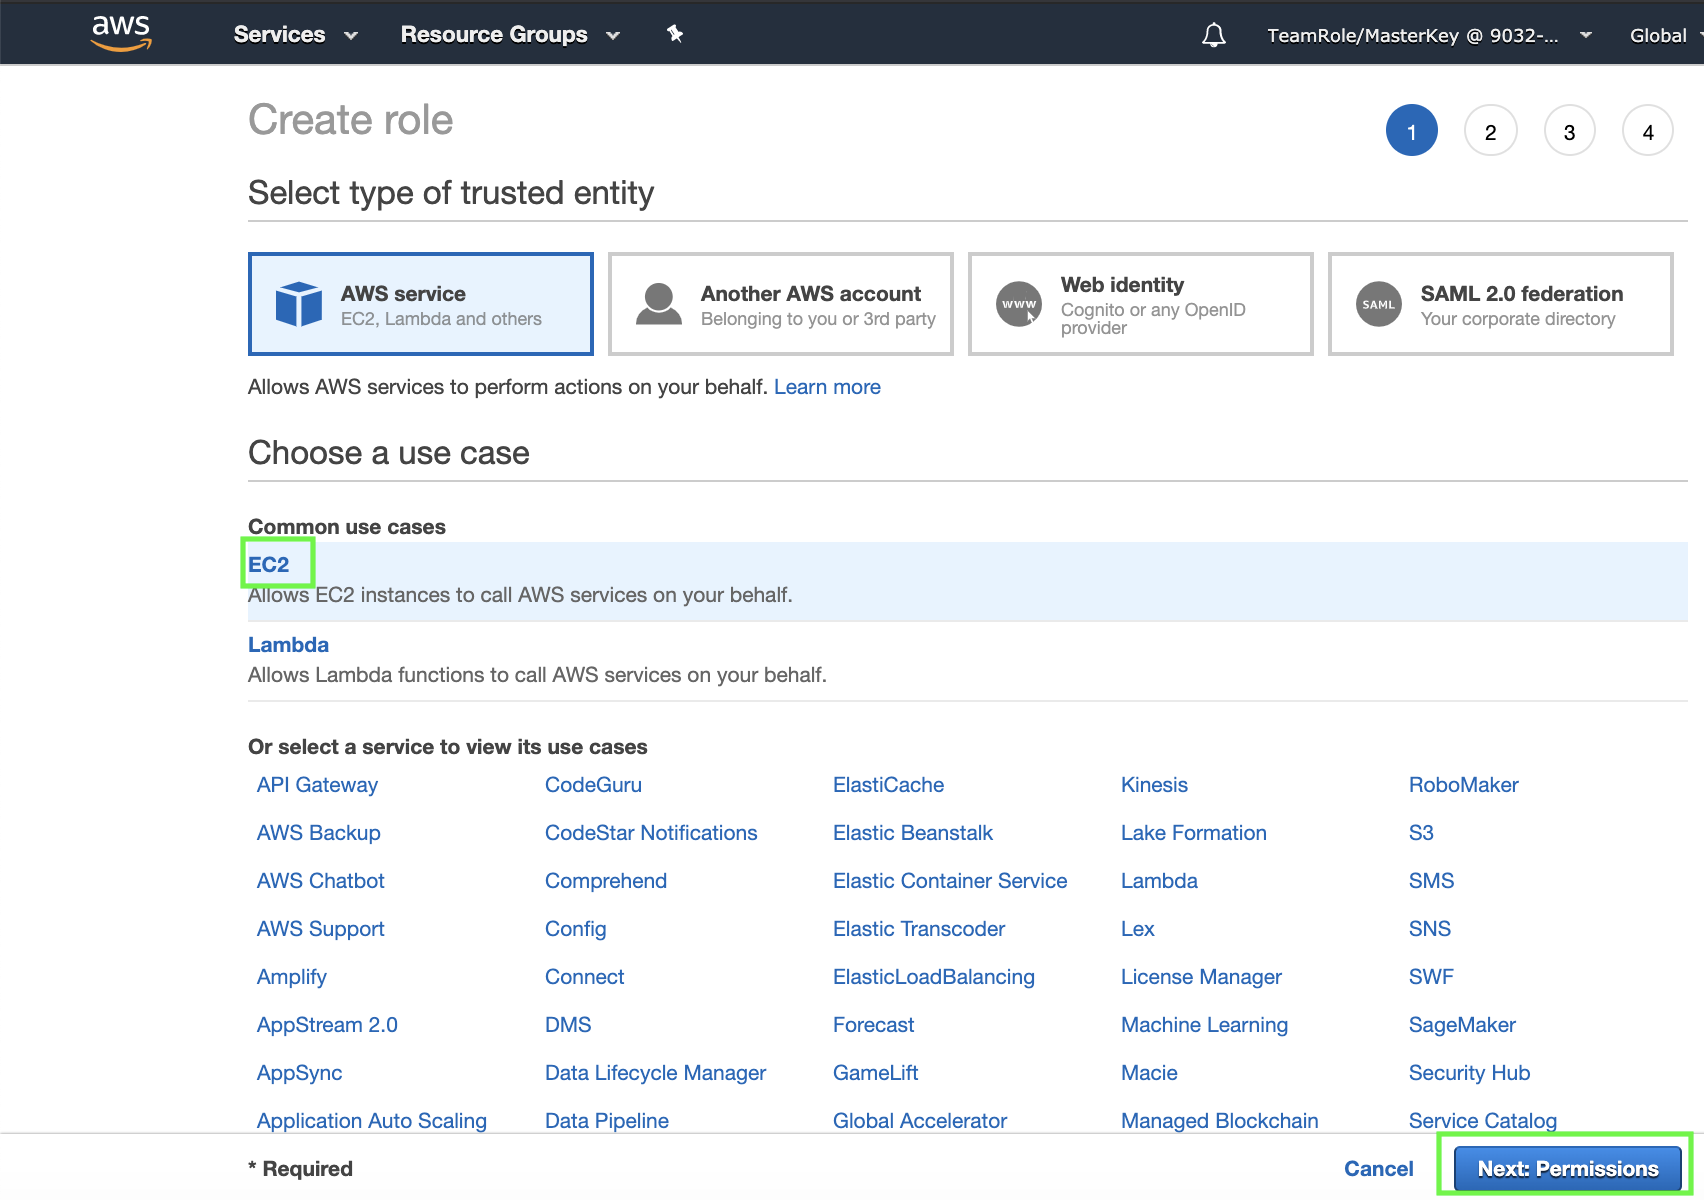 aws Services Resource Groups TeamRole/MasterKey @ 9032-... Global
Create role
1 2 3 4
Select type of trusted entity
AWS service
EC2, Lambda and others
Another AWS account
Belonging to you or 3rd party
www
Web identity
Cognito or any OpenID
provider
SAML
SAML 2.0 federation
Your corporate directory
Allows AWS services to perform actions on your behalf. Learn more
Choose a use case
Common use cases
EC2
Allows EC2 instances to call AWS services on your behalf.
Lambda
Allows Lambda functions to call AWS services on your behalf.
Or select a service to view its use cases
API Gateway CodeGuru ElastiCache Kinesis RoboMaker
AWS Backup CodeStar Notifications Elastic Beanstalk Lake Formation S3
AWS Chatbot Comprehend Elastic Container Service Lambda SMS
AWS Support Config Elastic Transcoder Lex SNS
Amplify Connect ElasticLoadBalancing License Manager SWF
AppStream 2.0 DMS Forecast Machine Learning SageMaker
AppSync Data Lifecycle Manager GameLift Macie Security Hub
Application Auto Scaling Data Pipeline Global Accelerator Managed Blockchain Service Catalog
* Required Cancel Next: Permissions